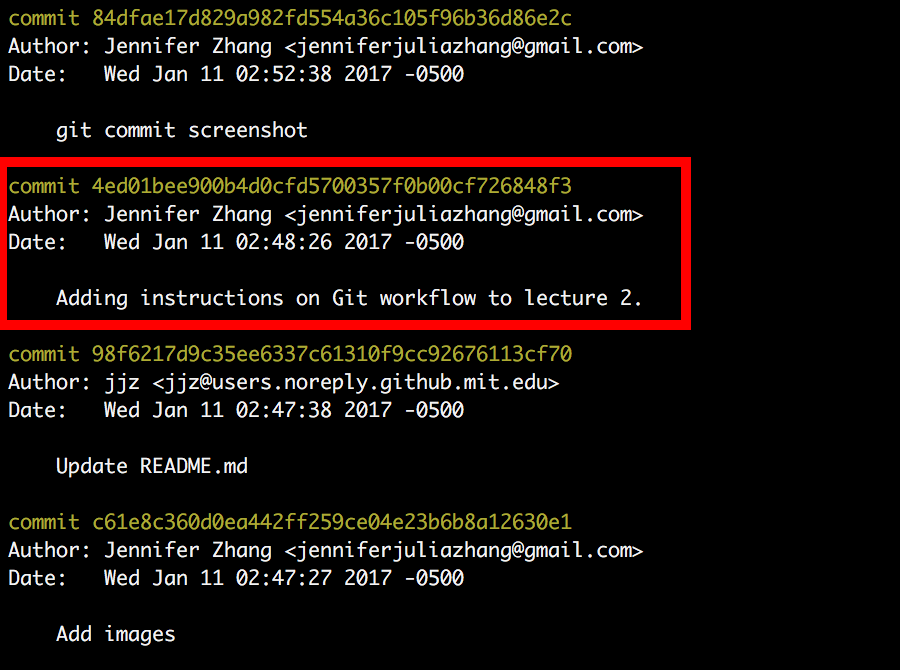 commit 84dfae17d829a982fd554a36c105f96b36d86e2c
Author: Jennifer Zhang <jenniferjuliazhang@gmail.com>
Date:   Wed Jan 11 02:52:38 2017 -0500
git commit screenshot
commit 4ed01bee900b4d0cfd5700357f0b00cf726848f3
Author: Jennifer Zhang <jenniferjuliazhang@gmail.com>
Date:   Wed Jan 11 02:48:26 2017 -0500
Adding instructions on Git workflow to lecture 2.
commit 98f6217d9c35ee6337c61310f9cc92676113cf70
Author: jjz <jjz@users.noreply.github.mit.edu>
Date:   Wed Jan 11 02:47:38 2017 -0500
Update README.md
commit c61e8c360d0ea442ff259ce04e23b6b8a12630e1
Author: Jennifer Zhang <jenniferjuliazhang@gmail.com>
Date:   Wed Jan 11 02:47:27 2017 -0500
Add images